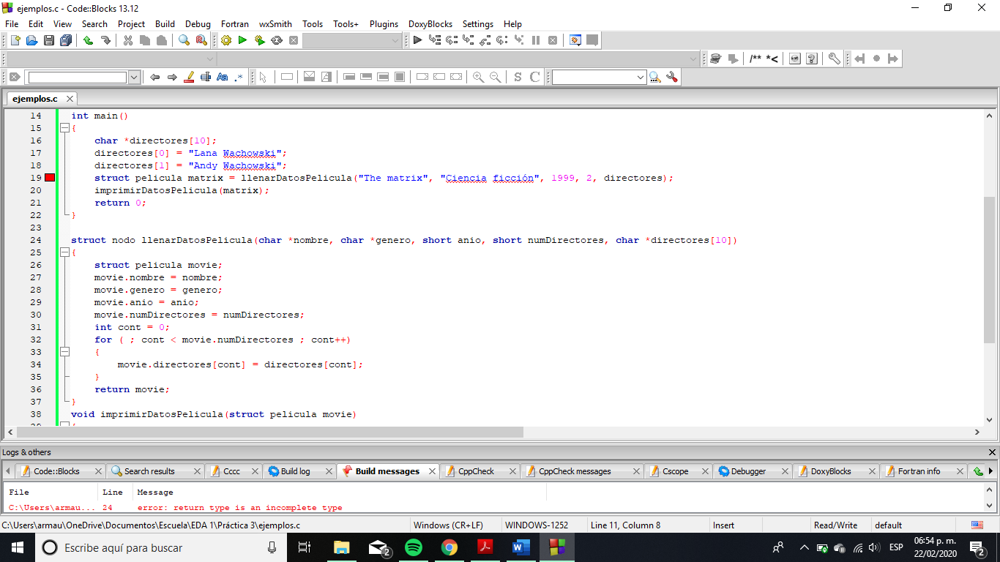 ejemplos.c - Code::Blocks 13.12
File Edit View Search Project Build Debug Fortran wxSmith Tools Tools+ Plugins DoxyBlocks Settings Help
/** *<
Aa .*
S C
ejemplos.c
14 int main()
15 {
16 char *directores[10];
17 directores[0] = "Lana Wachowski";
18 directores[1] = "Andy Wachowski";
19 struct pelicula matrix = llenarDatosPelicula("The matrix", "Ciencia ficción", 1999, 2, directores);
20 imprimirDatosPelicula(matrix);
21 return 0;
22 }
23
24 struct nodo llenarDatosPelicula(char *nombre, char *genero, short anio, short numDirectores, char *directores[10])
25 {
26 struct pelicula movie;
27 movie.nombre = nombre;
28 movie.genero = genero;
29 movie.anio = anio;
30 movie.numDirectores = numDirectores;
31 int cont = 0;
32 for ( ; cont < movie.numDirectores ; cont++)
33 {
34 movie.directores[cont] = directores[cont];
35 }
36 return movie;
37 }
38 void imprimirDatosPelicula(struct pelicula movie)
Logs & others
Code::Blocks Search results Cccc Build log Build messages CppCheck CppCheck messages Cscope Debugger DoxyBlocks Fortran info
File Line Message
C:\Users\armau... 24 error: return type is an incomplete type
C:\Users\armau\OneDrive\Documentos\Escuela\EDA 1\Práctica 3\ejemplos.c Windows (CR+LF) WINDOWS-1252 Line 11, Column 8 Insert Read/Write default
Escribe aquí para buscar
2
ESP
06:54 p. m.
22/02/2020
2